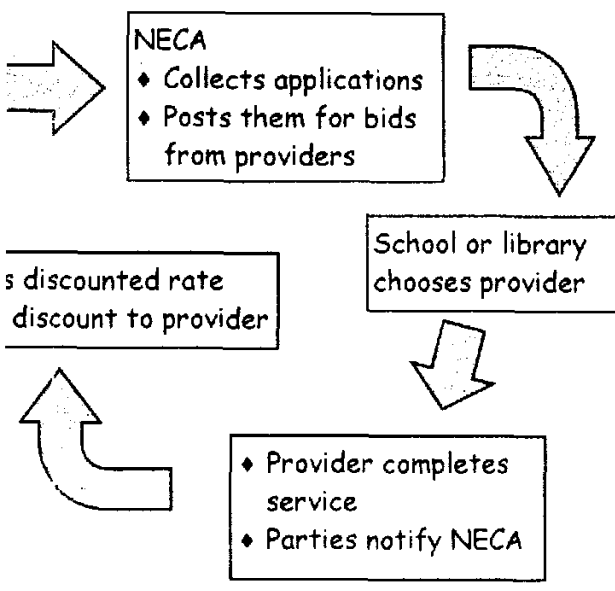 NECA
♦ Collects applications
♦ Posts them for bids
from providers
School or library
chooses provider
♦ Provider completes
service
♦ Parties notify NECA
s discounted rate
discount to provider